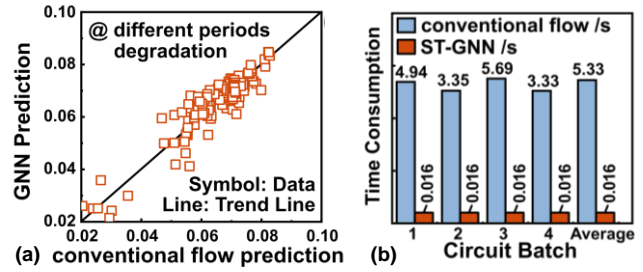 @ different periods
degradation
GNN Prediction
0.10
0.08
0.06
0.04
0.02
Symbol: Data
Line: Trend Line
0.02 0.04 0.06 0.08 0.10
(a) conventional flow prediction
conventional flow /s
ST-GNN /s
Time Consumption
4.94 3.35 5.69 3.33 5.33
0.016 0.016 0.016 0.016 0.016
1 2 3 4 Average
(b) Circuit Batch